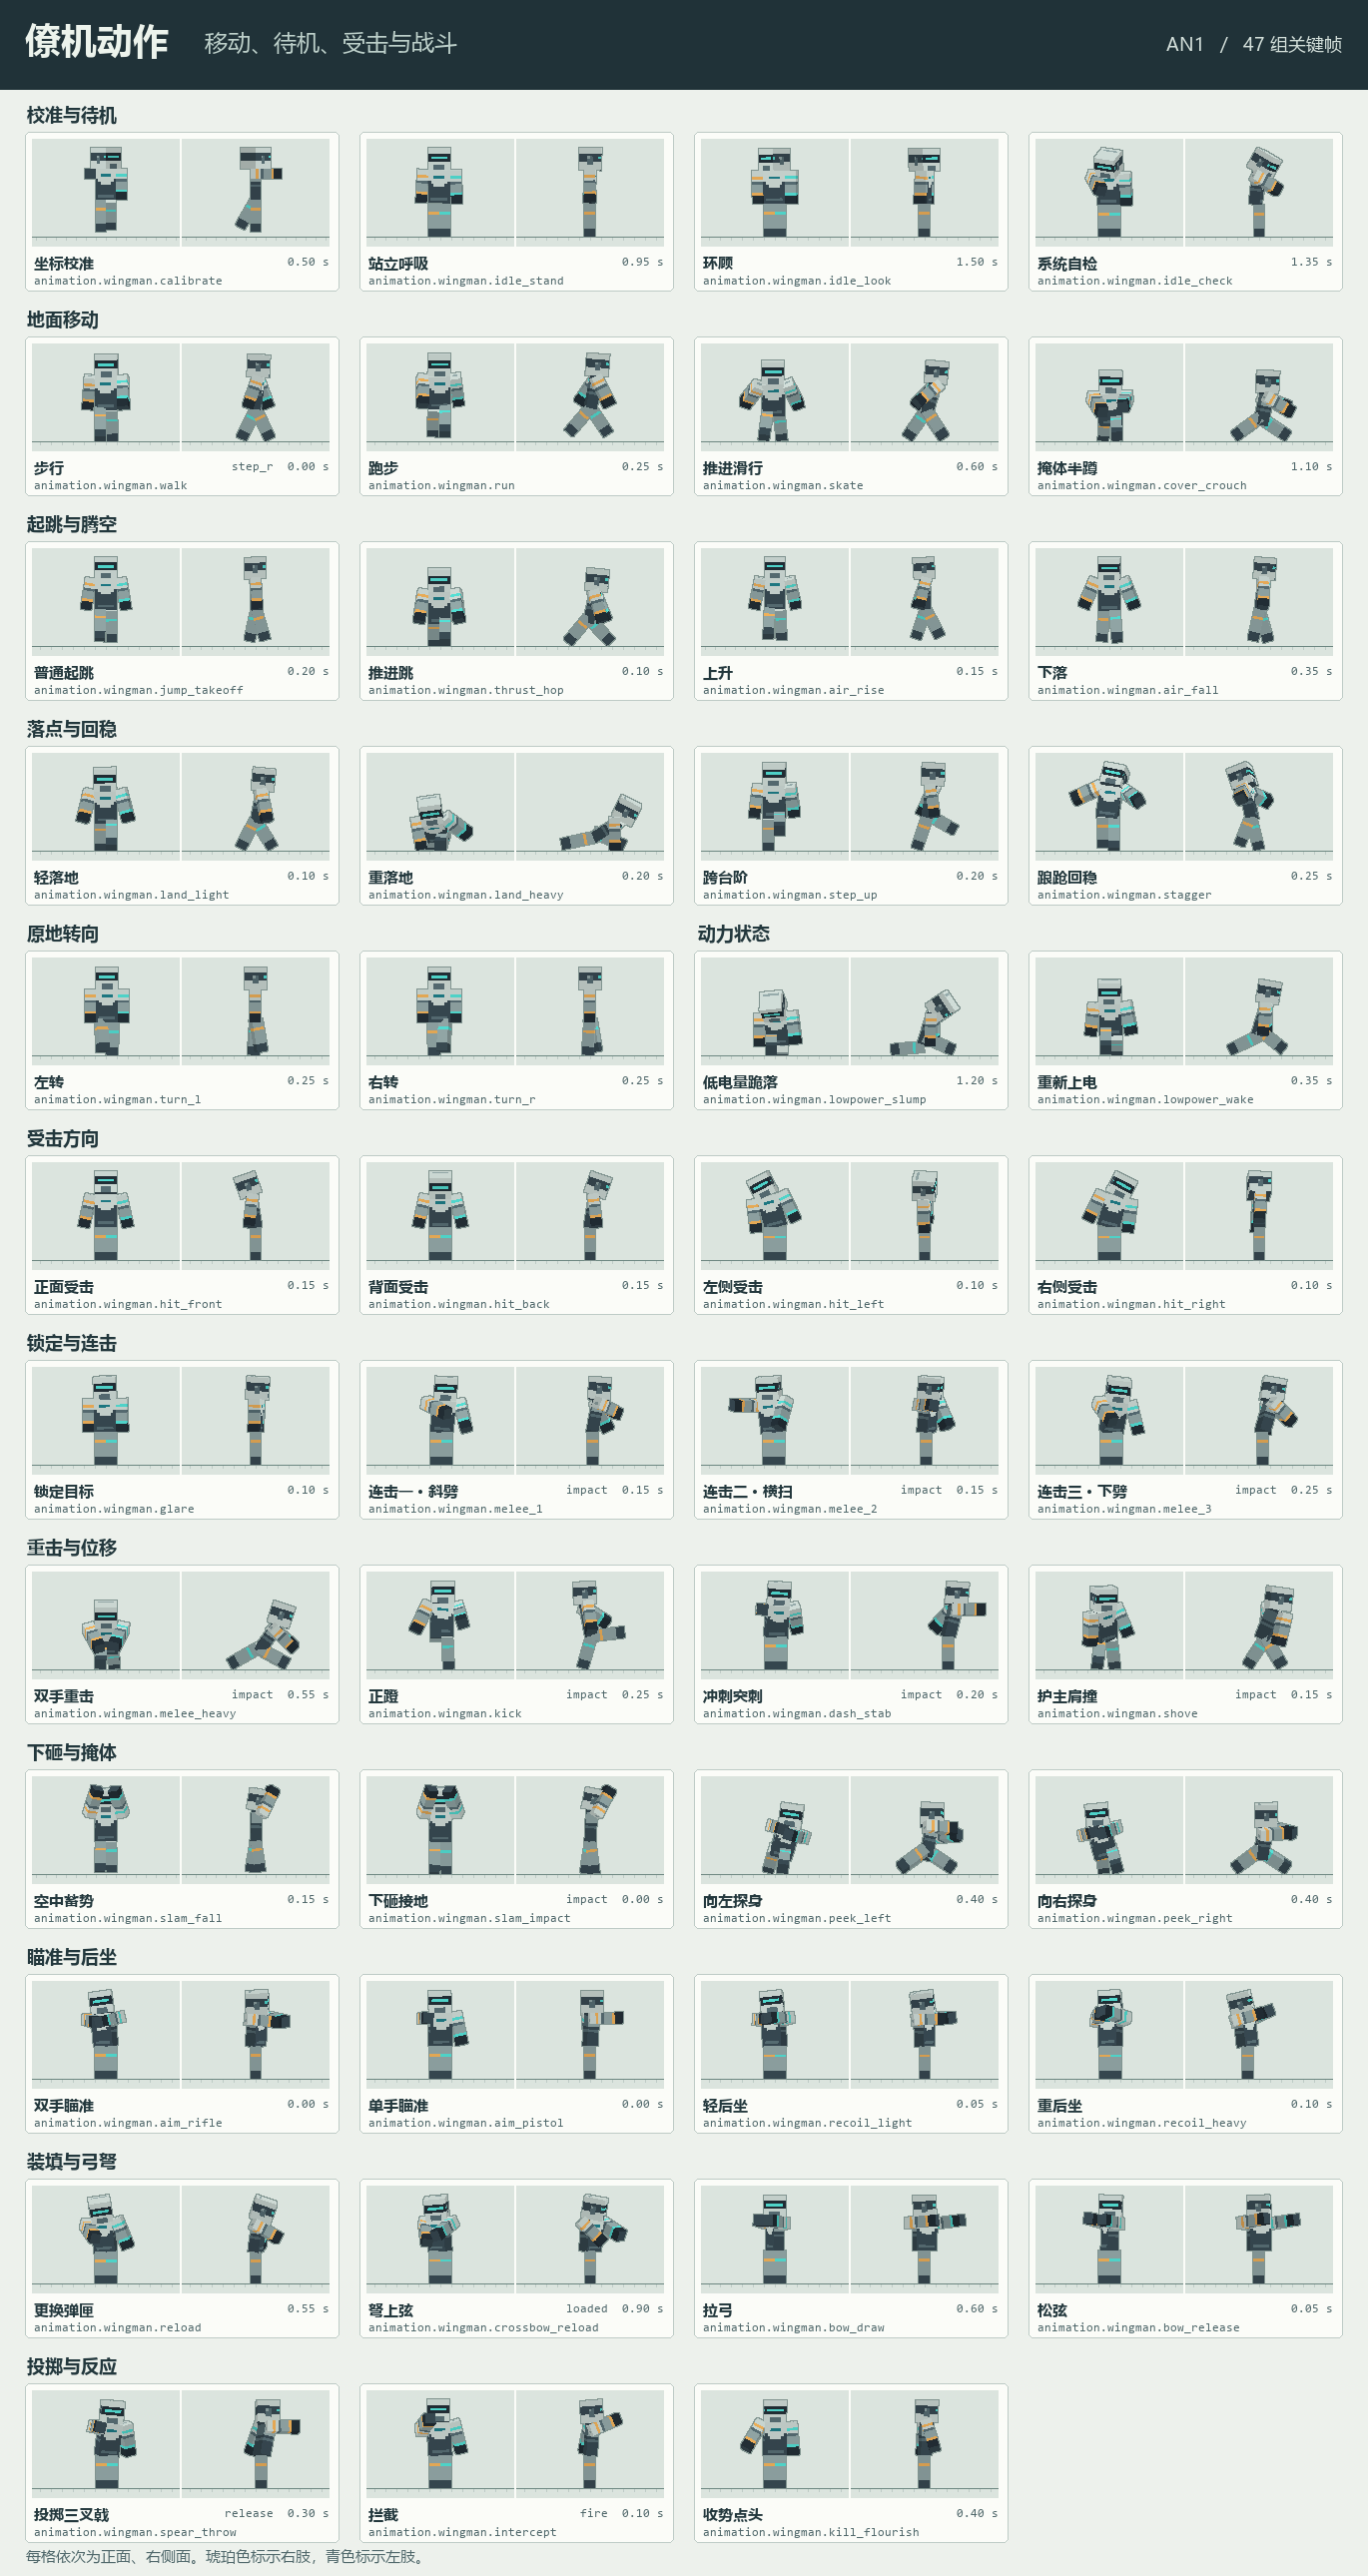 僚机动作 移动、待机、受击与战斗 AN1 / 47 组关键帧
校准与待机
坐标校准 0.50 s
animation.wingman.calibrate
站立呼吸 0.95 s
animation.wingman.idle_stand
环顾 1.50 s
animation.wingman.idle_look
系统自检 1.35 s
animation.wingman.idle_check
地面移动
步行 step_r 0.00 s
animation.wingman.walk
跑步 0.25 s
animation.wingman.run
推进滑行 0.60 s
animation.wingman.skate
掩体半蹲 1.10 s
animation.wingman.cover_crouch
起跳与腾空
普通起跳 0.20 s
animation.wingman.jump_takeoff
推进跳 0.10 s
animation.wingman.thrust_hop
上升 0.15 s
animation.wingman.air_rise
下落 0.35 s
animation.wingman.air_fall
落点与回稳
轻落地 0.10 s
animation.wingman.land_light
重落地 0.20 s
animation.wingman.land_heavy
跨台阶 0.20 s
animation.wingman.step_up
踉跄回稳 0.25 s
animation.wingman.stagger
原地转向
左转 0.25 s
animation.wingman.turn_l
右转 0.25 s
animation.wingman.turn_r
动力状态
低电量跪落 1.20 s
animation.wingman.lowpower_slump
重新上电 0.35 s
animation.wingman.lowpower_wake
受击方向
正面受击 0.15 s
animation.wingman.hit_front
背面受击 0.15 s
animation.wingman.hit_back
左侧受击 0.10 s
animation.wingman.hit_left
右侧受击 0.10 s
animation.wingman.hit_right
锁定与连击
锁定目标 0.10 s
animation.wingman.glare
连击一·斜劈 impact 0.15 s
animation.wingman.melee_1
连击二·横扫 impact 0.15 s
animation.wingman.melee_2
连击三·下劈 impact 0.25 s
animation.wingman.melee_3
重击与位移
双手重击 impact 0.55 s
animation.wingman.melee_heavy
正蹬 impact 0.25 s
animation.wingman.kick
冲刺突刺 impact 0.20 s
animation.wingman.dash_stab
护主肩撞 impact 0.15 s
animation.wingman.shove
下砸与掩体
空中蓄势 0.15 s
animation.wingman.slam_fall
下砸接地 impact 0.00 s
animation.wingman.slam_impact
向左探身 0.40 s
animation.wingman.peek_left
向右探身 0.40 s
animation.wingman.peek_right
瞄准与后坐
双手瞄准 0.00 s
animation.wingman.aim_rifle
单手瞄准 0.00 s
animation.wingman.aim_pistol
轻后坐 0.05 s
animation.wingman.recoil_light
重后坐 0.10 s
animation.wingman.recoil_heavy
装填与弓弩
更换弹匣 0.55 s
animation.wingman.reload
弩上弦 loaded 0.90 s
animation.wingman.crossbow_reload
拉弓 0.60 s
animation.wingman.bow_draw
松弦 0.05 s
animation.wingman.bow_release
投掷与反应
投掷三叉戟 release 0.30 s
animation.wingman.spear_throw
拦截 fire 0.10 s
animation.wingman.intercept
收势点头 0.40 s
animation.wingman.kill_flourish
每格依次为正面、右侧面。琥珀色标示右肢，青色标示左肢。